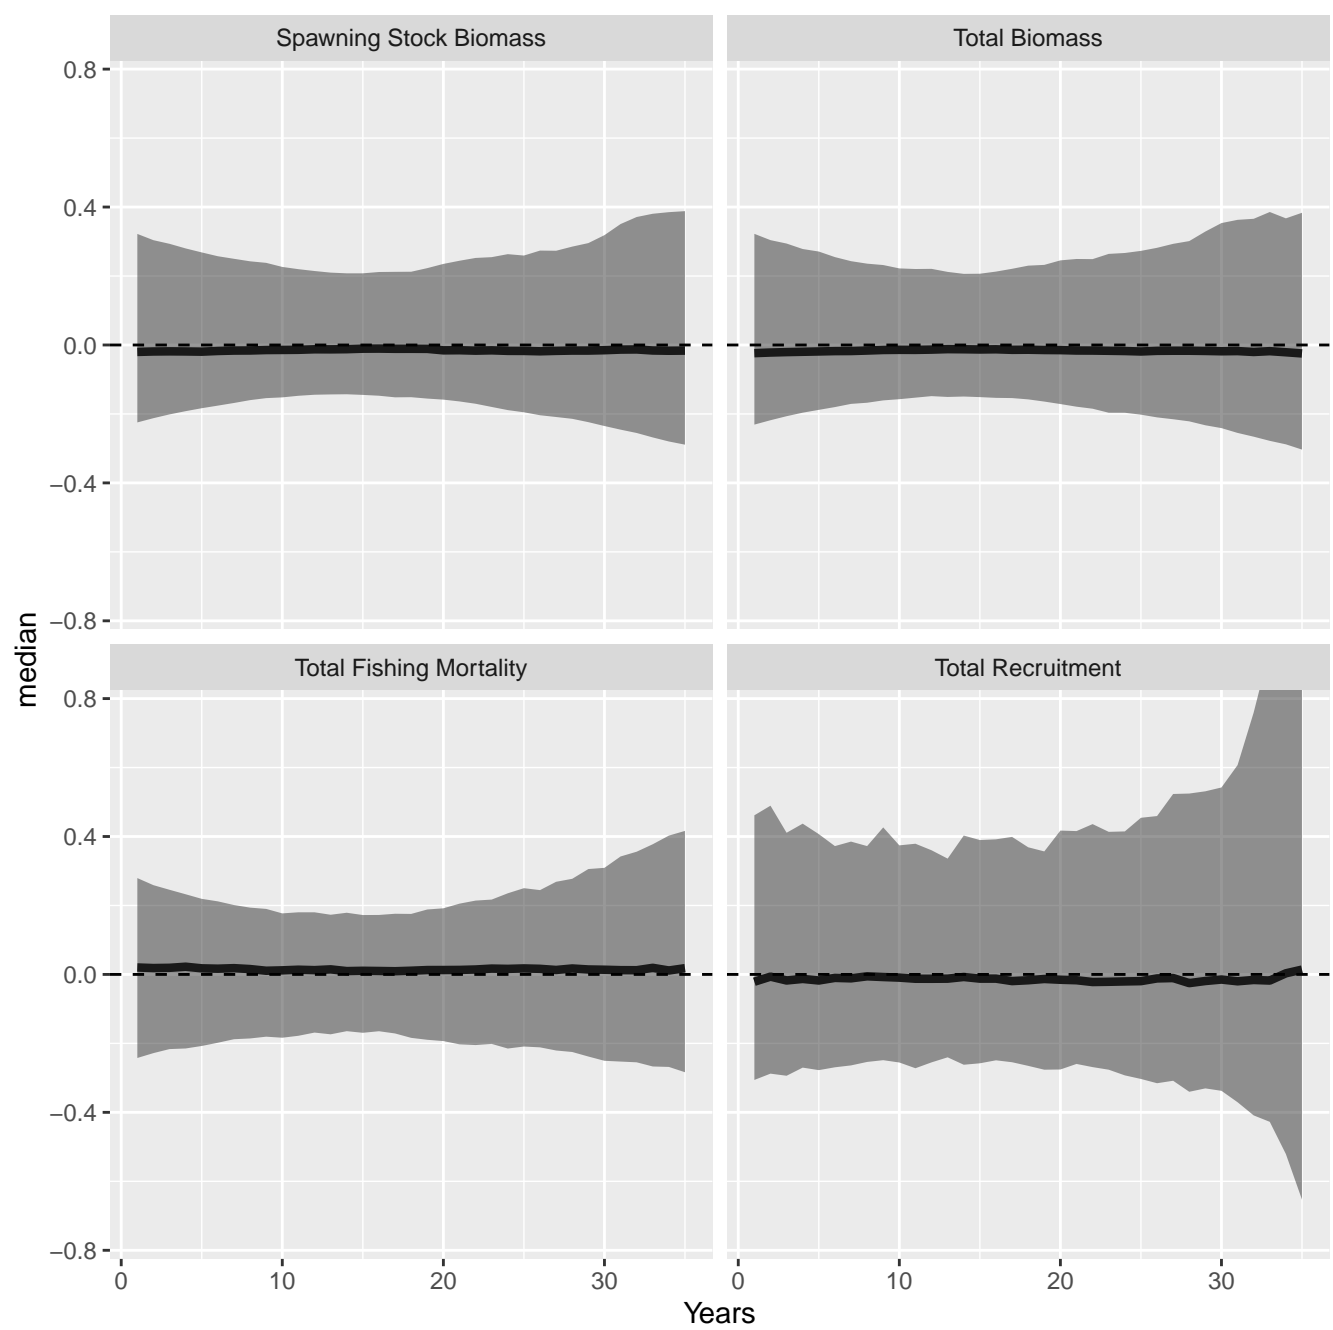 Spawning Stock Biomass
Total Biomass
0.8
0.4
0.0
−0.4
−0.8
Total Fishing Mortality
Total Recruitment
0.8
0.4
0.0
−0.4
−0.8
0 10 20 30
0 10 20 30
Years
median